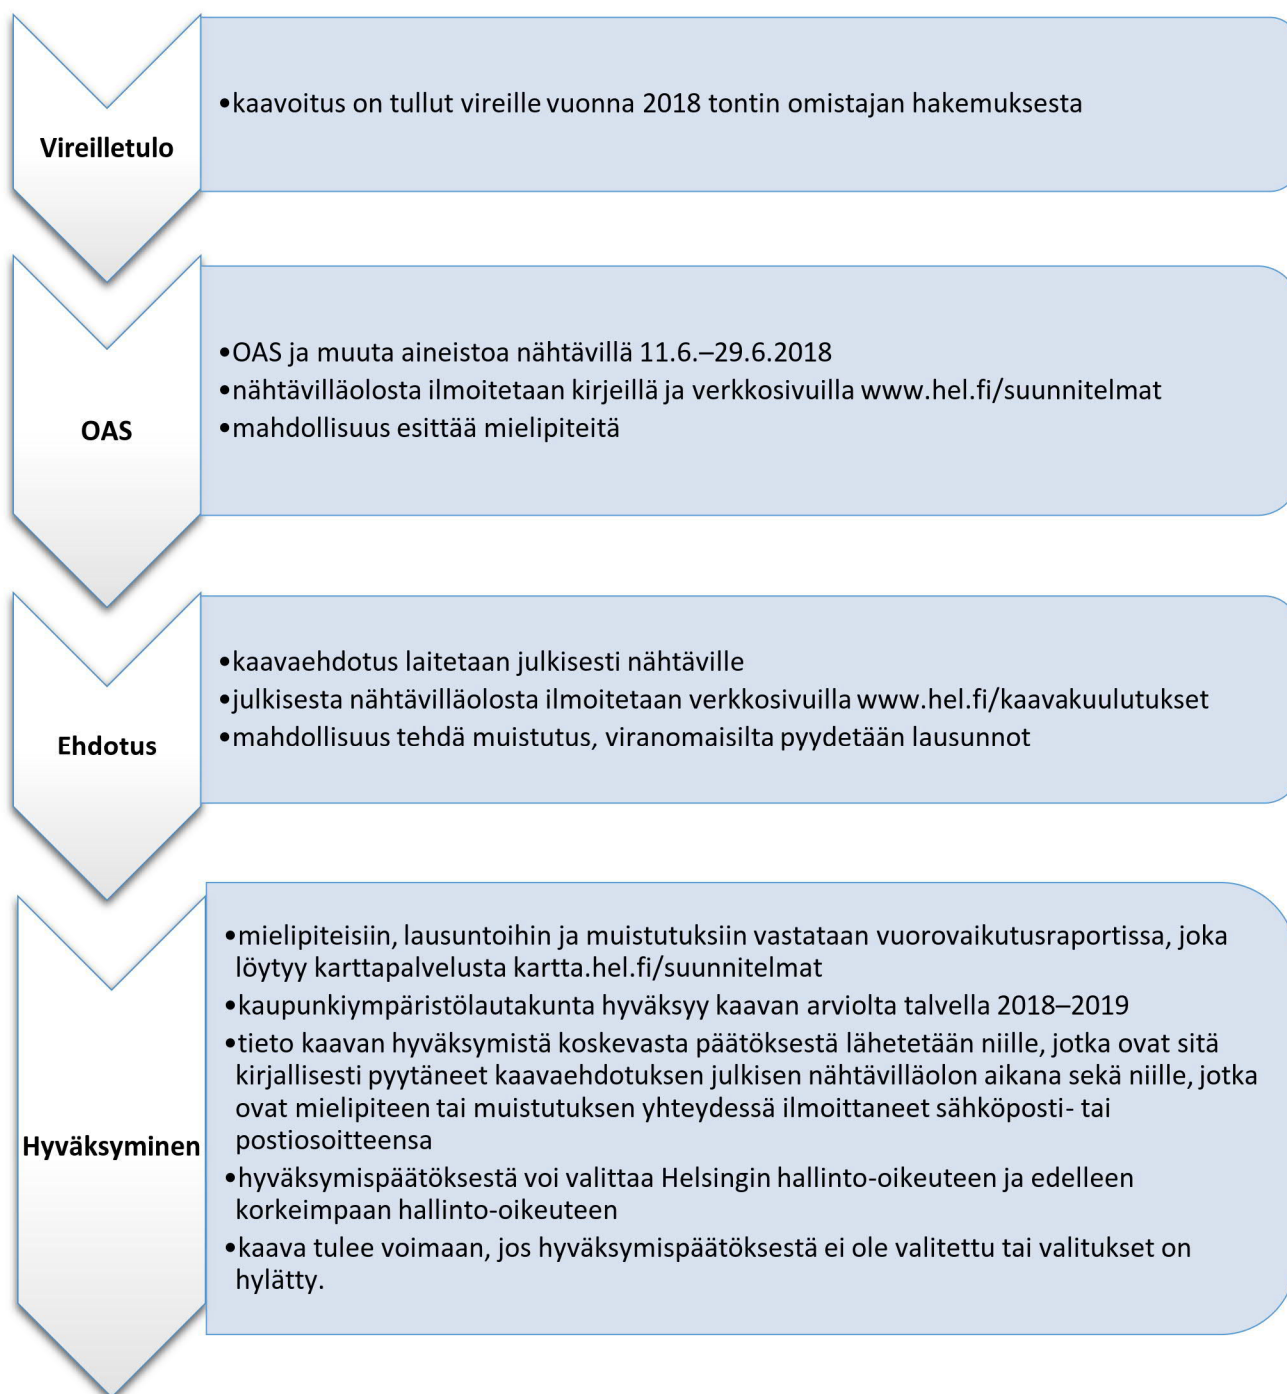 Vireilletulo
•kaavoitus on tullut vireille vuonna 2018 tontin omistajan hakemuksesta
OAS
•OAS ja muuta aineistoa nähtävillä 11.6.–29.6.2018
•nähtävilläolosta ilmoitetaan kirjeillä ja verkkosivuilla www.hel.fi/suunnitelmat
•mahdollisuus esittää mielipiteitä
Ehdotus
•kaavaehdotus laitetaan julkisesti nähtäville
•julkisesta nähtävilläolosta ilmoitetaan verkkosivuilla www.hel.fi/kaavakuulutukset
•mahdollisuus tehdä muistutus, viranomaisilta pyydetään lausunnot
Hyväksyminen
•mielipiteisiin, lausuntoihin ja muistutuksiin vastataan vuorovaikutusraportissa, joka
löytyy karttapalvelusta kartta.hel.fi/suunnitelmat
•kaupunkiympäristölautakunta hyväksyy kaavan arviolta talvella 2018–2019
•tieto kaavan hyväksymistä koskevasta päätöksestä lähetetään niille, jotka ovat sitä
kirjallisesti pyytäneet kaavaehdotuksen julkisen nähtävilläolon aikana sekä niille, jotka
ovat mielipiteen tai muistutuksen yhteydessä ilmoittaneet sähköposti- tai
postiosoitteensa
•hyväksymispäätöksestä voi valittaa Helsingin hallinto-oikeuteen ja edelleen
korkeimpaan hallinto-oikeuteen
•kaava tulee voimaan, jos hyväksymispäätöksestä ei ole valitettu tai valitukset on
hylätty.